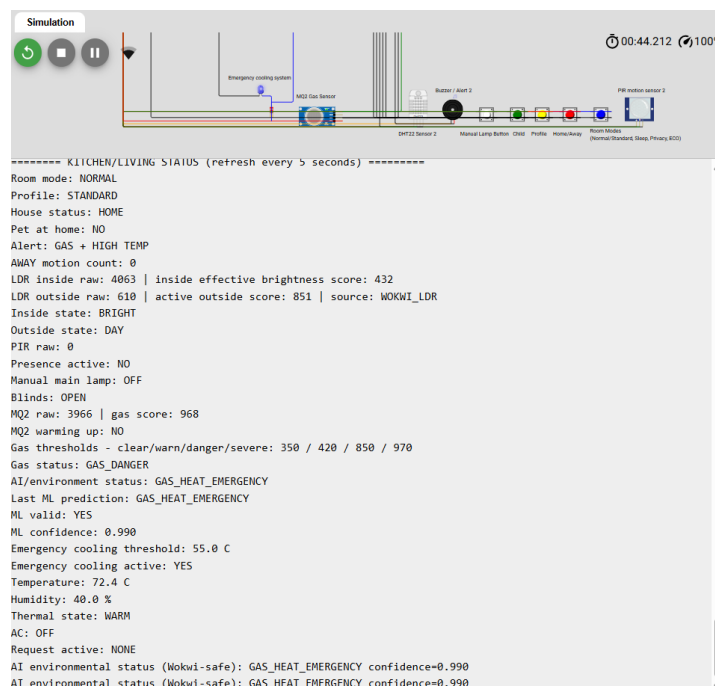 Simulation
00:44.212 100%
Emergency cooling system
MQ2 Gas Sensor
Buzzer / Alert 2
PIR motion sensor 2
DHT22 Sensor 2
Manual Lamp Button
Child
Profile
Home/Away
Room Modes
(Normal/Standard, Sleep, Privacy, ECO)
======== KITCHEN/LIVING STATUS (refresh every 5 seconds) =========
Room mode: NORMAL
Profile: STANDARD
House status: HOME
Pet at home: NO
Alert: GAS + HIGH TEMP
AWAY motion count: 0
LDR inside raw: 4063 | inside effective brightness score: 432
LDR outside raw: 610 | active outside score: 851 | source: WOKWI_LDR
Inside state: BRIGHT
Outside state: DAY
PIR raw: 0
Presence active: NO
Manual main lamp: OFF
Blinds: OPEN
MQ2 raw: 3966 | gas score: 968
MQ2 warming up: NO
Gas thresholds - clear/warn/danger/severe: 350 / 420 / 850 / 970
Gas status: GAS_DANGER
AI/environment status: GAS_HEAT_EMERGENCY
Last ML prediction: GAS_HEAT_EMERGENCY
ML valid: YES
ML confidence: 0.990
Emergency cooling threshold: 55.0 C
Emergency cooling active: YES
Temperature: 72.4 C
Humidity: 40.0 %
Thermal state: WARM
AC: OFF
Request active: NONE
AI environmental status (Wokwi-safe): GAS_HEAT_EMERGENCY confidence=0.990
AI environmental status (Wokwi-safe): GAS_HEAT_EMERGENCY confidence=0.990